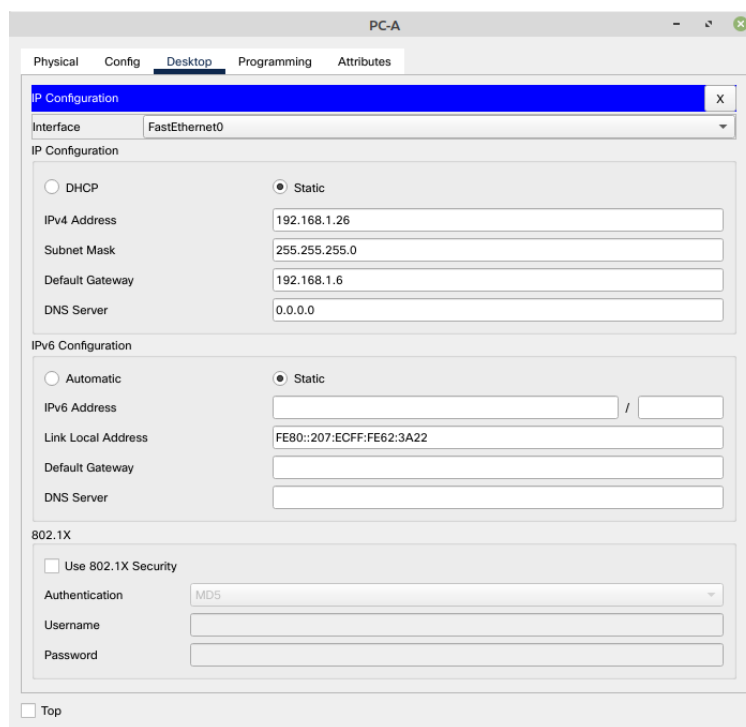 PC-A
Physical Config Desktop Programming Attributes
IP Configuration X
Interface FastEthernet0
IP Configuration
DHCP Static
IPv4 Address 192.168.1.26
Subnet Mask 255.255.255.0
Default Gateway 192.168.1.6
DNS Server 0.0.0.0
IPv6 Configuration
Automatic Static
IPv6 Address /
Link Local Address FE80::207:ECFF:FE62:3A22
Default Gateway
DNS Server
802.1X
Use 802.1X Security
Authentication MD5
Username
Password
Top